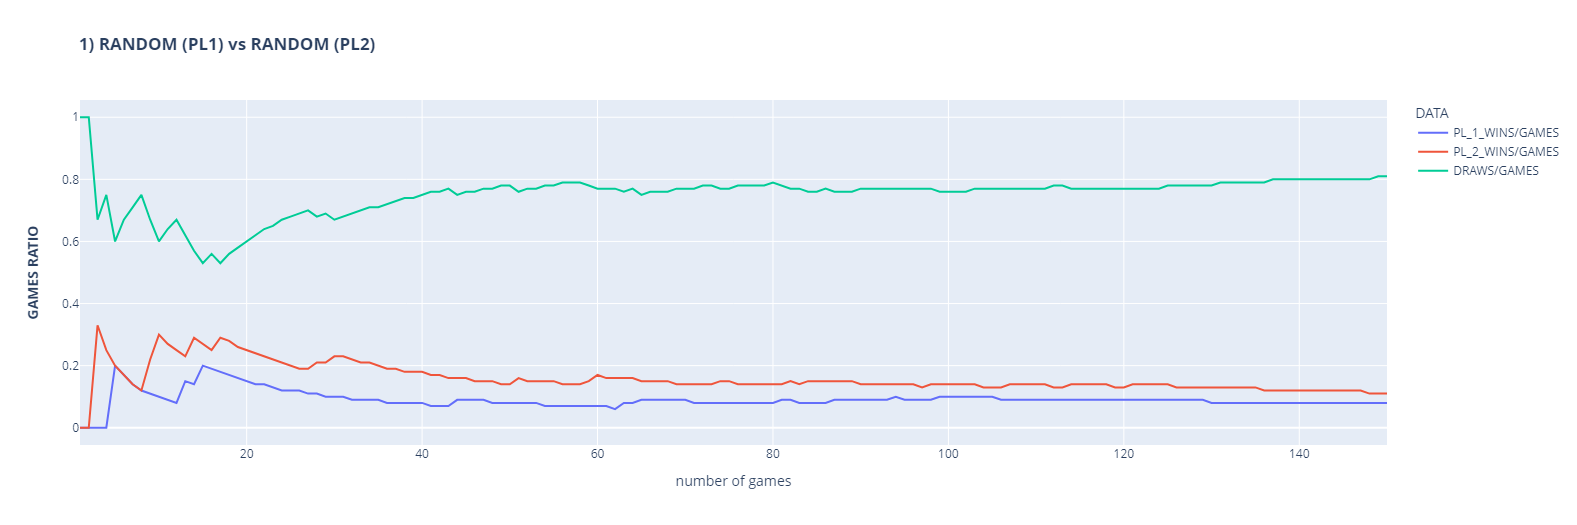 1) RANDOM (PL1) vs RANDOM (PL2)
GAMES RATIO
1
0.8
0.6
0.4
0.2
0
20 40 60 80 100 120 140
number of games
DATA
PL_1_WINS/GAMES
PL_2_WINS/GAMES
DRAWS/GAMES